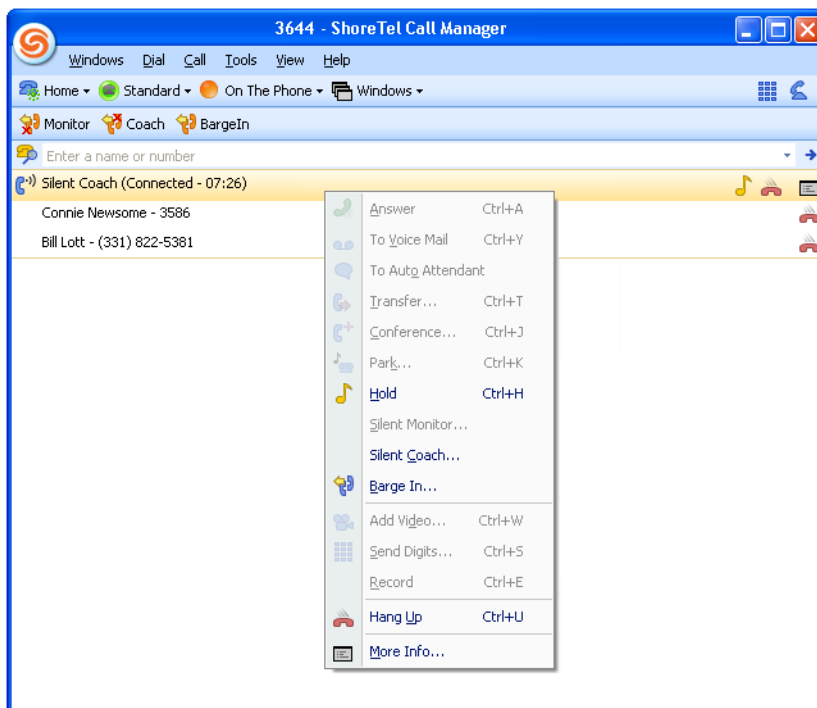 3644 - ShoreTel Call Manager
Windows Dial Call Tools View Help
Home Standard On The Phone Windows
Monitor Coach BargeIn
Enter a name or number
Silent Coach (Connected - 07:26)
Connie Newsome - 3586
Bill Lott - (331) 822-5381
Answer Ctrl+A
To Voice Mail Ctrl+Y
To Auto Attendant
Transfer... Ctrl+T
Conference... Ctrl+J
Park... Ctrl+K
Hold Ctrl+H
Silent Monitor...
Silent Coach...
Barge In...
Add Video... Ctrl+W
Send Digits... Ctrl+S
Record Ctrl+E
Hang Up Ctrl+U
More Info...